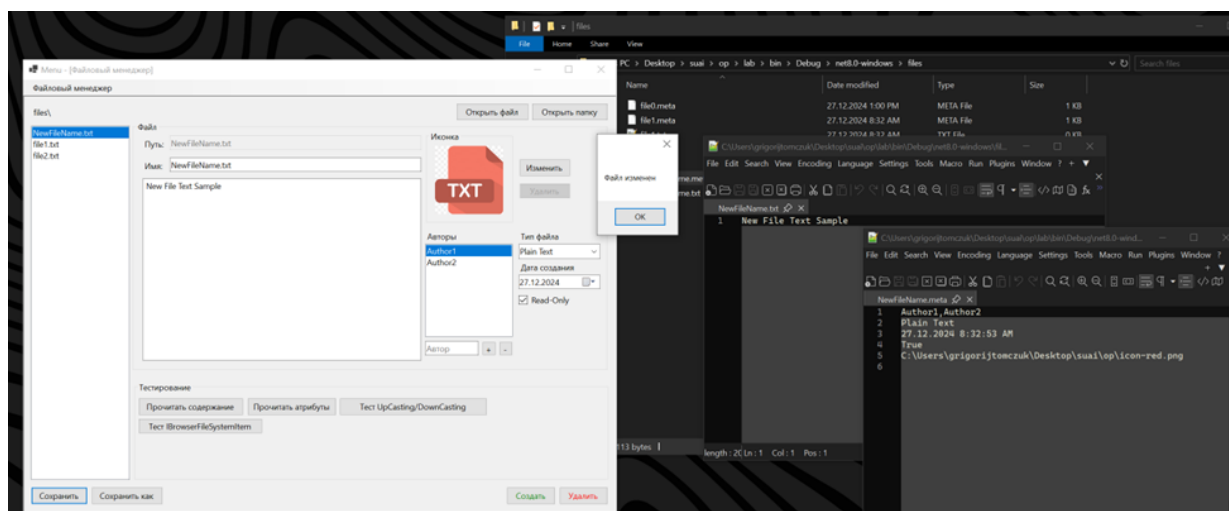 files
File Home Share View
PC > Desktop > suai > op > lab > bin > Debug > net8.0-windows > files
Search files
Name Date modified Type Size
file0.meta 27.12.2024 1:00 PM META File 1 KB
file1.meta 27.12.2024 8:32 AM META File 1 KB
27.12.2024 8:32 AM TXT File 0 KB
113 bytes
Menu - [Файловый менеджер]
Файловый менеджер
files\
Открыть файл Открыть папку
NewFileName.txt
file1.txt
file2.txt
Файл
Путь: NewFileName.txt
Имя: NewFileName.txt
New File Text Sample
Иконка
TXT
Изменить
Удалить
Авторы
Author1
Author2
Автор + -
Тип файла
Plain Text
Дата создания
27.12.2024
Read-Only
Тестирование
Прочитать содержание Прочитать атрибуты Тест UpCasting/DownCasting
Тест IBrowserFileSystemItem
Сохранить Сохранить как Создать Удалить
Файл изменен
OK
C:\Users\grigorijtomczuk\Desktop\suai\op\lab\bin\Debug\net8.0-windows\fil...
File Edit Search View Encoding Language Settings Tools Macro Run Plugins Window ? +
NewFileName.txt
1 New File Text Sample
Ln : 1 Col : 1 Pos : 1
C:\Users\grigorijtomczuk\Desktop\suai\op\lab\bin\Debug\net8.0-wind...
File Edit Search View Encoding Language Settings Tools Macro Run Plugins Window ?
NewFileName.meta
1 Author1,Author2
2 Plain Text
3 27.12.2024 8:32:53 AM
4 True
5 C:\Users\grigorijtomczuk\Desktop\suai\op\icon-red.png
6